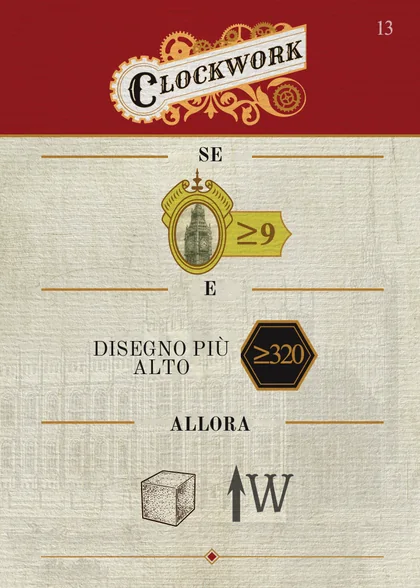 13
CLOCKWORK
SE
≥9
E
DISEGNO PIÙ
ALTO
≥320
ALLORA
W